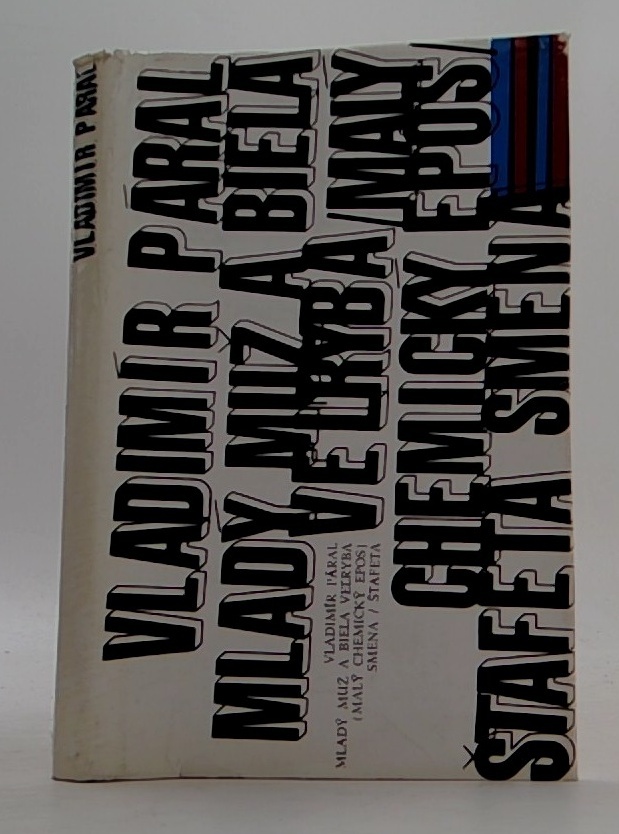 VLADIMÍR PÁRAL
VLADIMÍR PÁRAL
MLADÝ MUŽ A BIELA
VEĽRYBA /MALÝ
CHEMICKÝ EPOS/
ŠTAFETA SMENA
VLADIMÍR PÁRAL
MLADÝ MUŽ A BIELA VEĽRYBA
(MALÝ CHEMICKÝ EPOS)
SMENA / ŠTAFETA